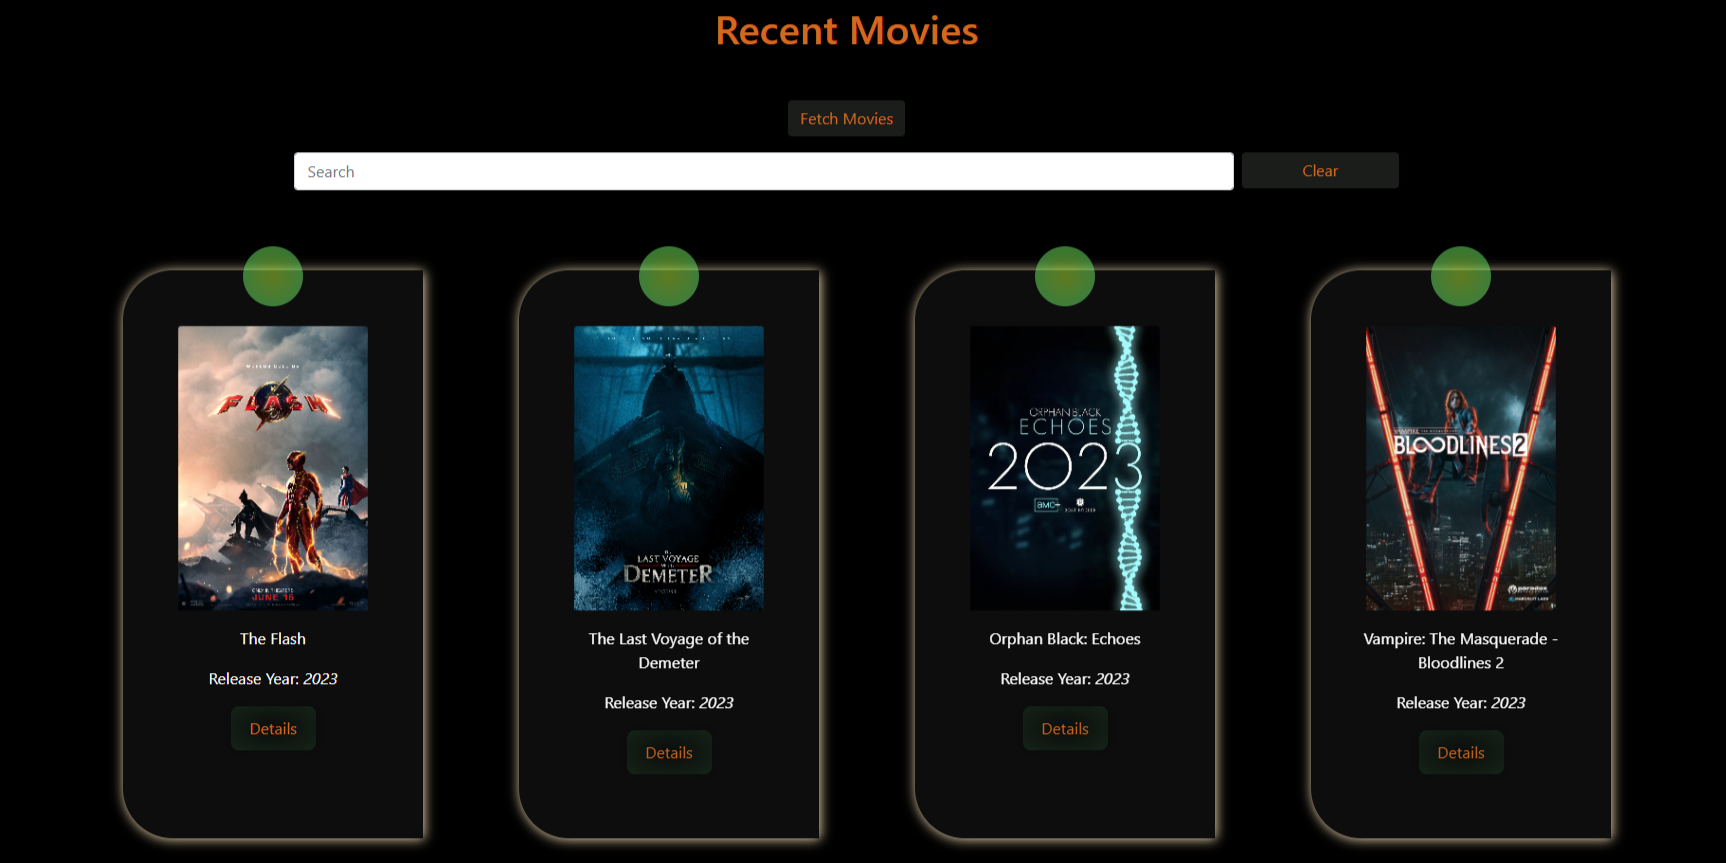 Recent Movies
Fetch Movies
Search
Clear
FLASH
JUNE 16
The Flash
Release Year: 2023
Details
LAST VOYAGE
DEMETER
The Last Voyage of the
Demeter
Release Year: 2023
Details
ORPHAN BLACK
ECHOES
2023
Orphan Black: Echoes
Release Year: 2023
Details
BLOODLINES 2
Vampire: The Masquerade -
Bloodlines 2
Release Year: 2023
Details